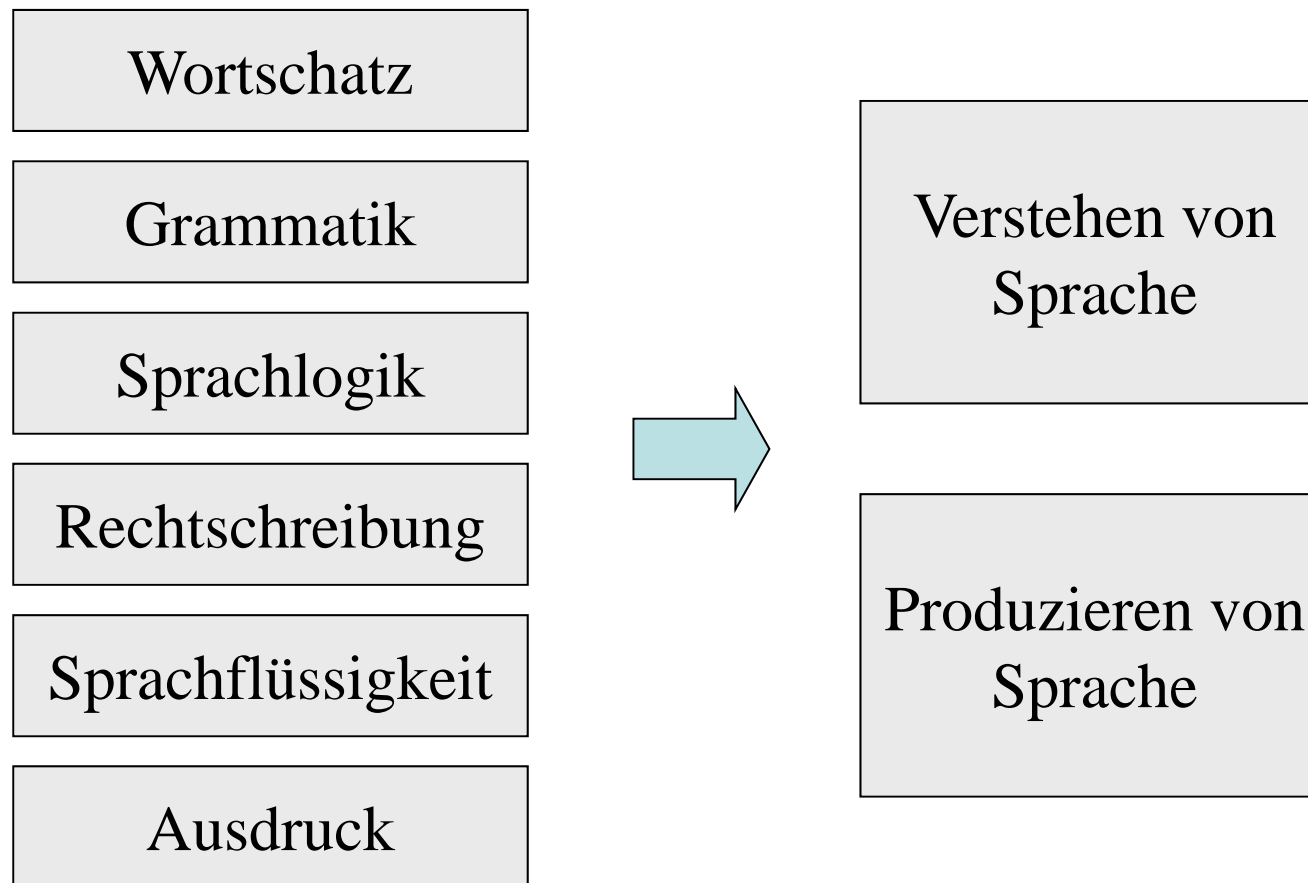 Wortschatz
Grammatik
Sprachlogik
Rechtschreibung
Sprachflüssigkeit
Ausdruck
Verstehen von
Sprache
Produzieren von
Sprache